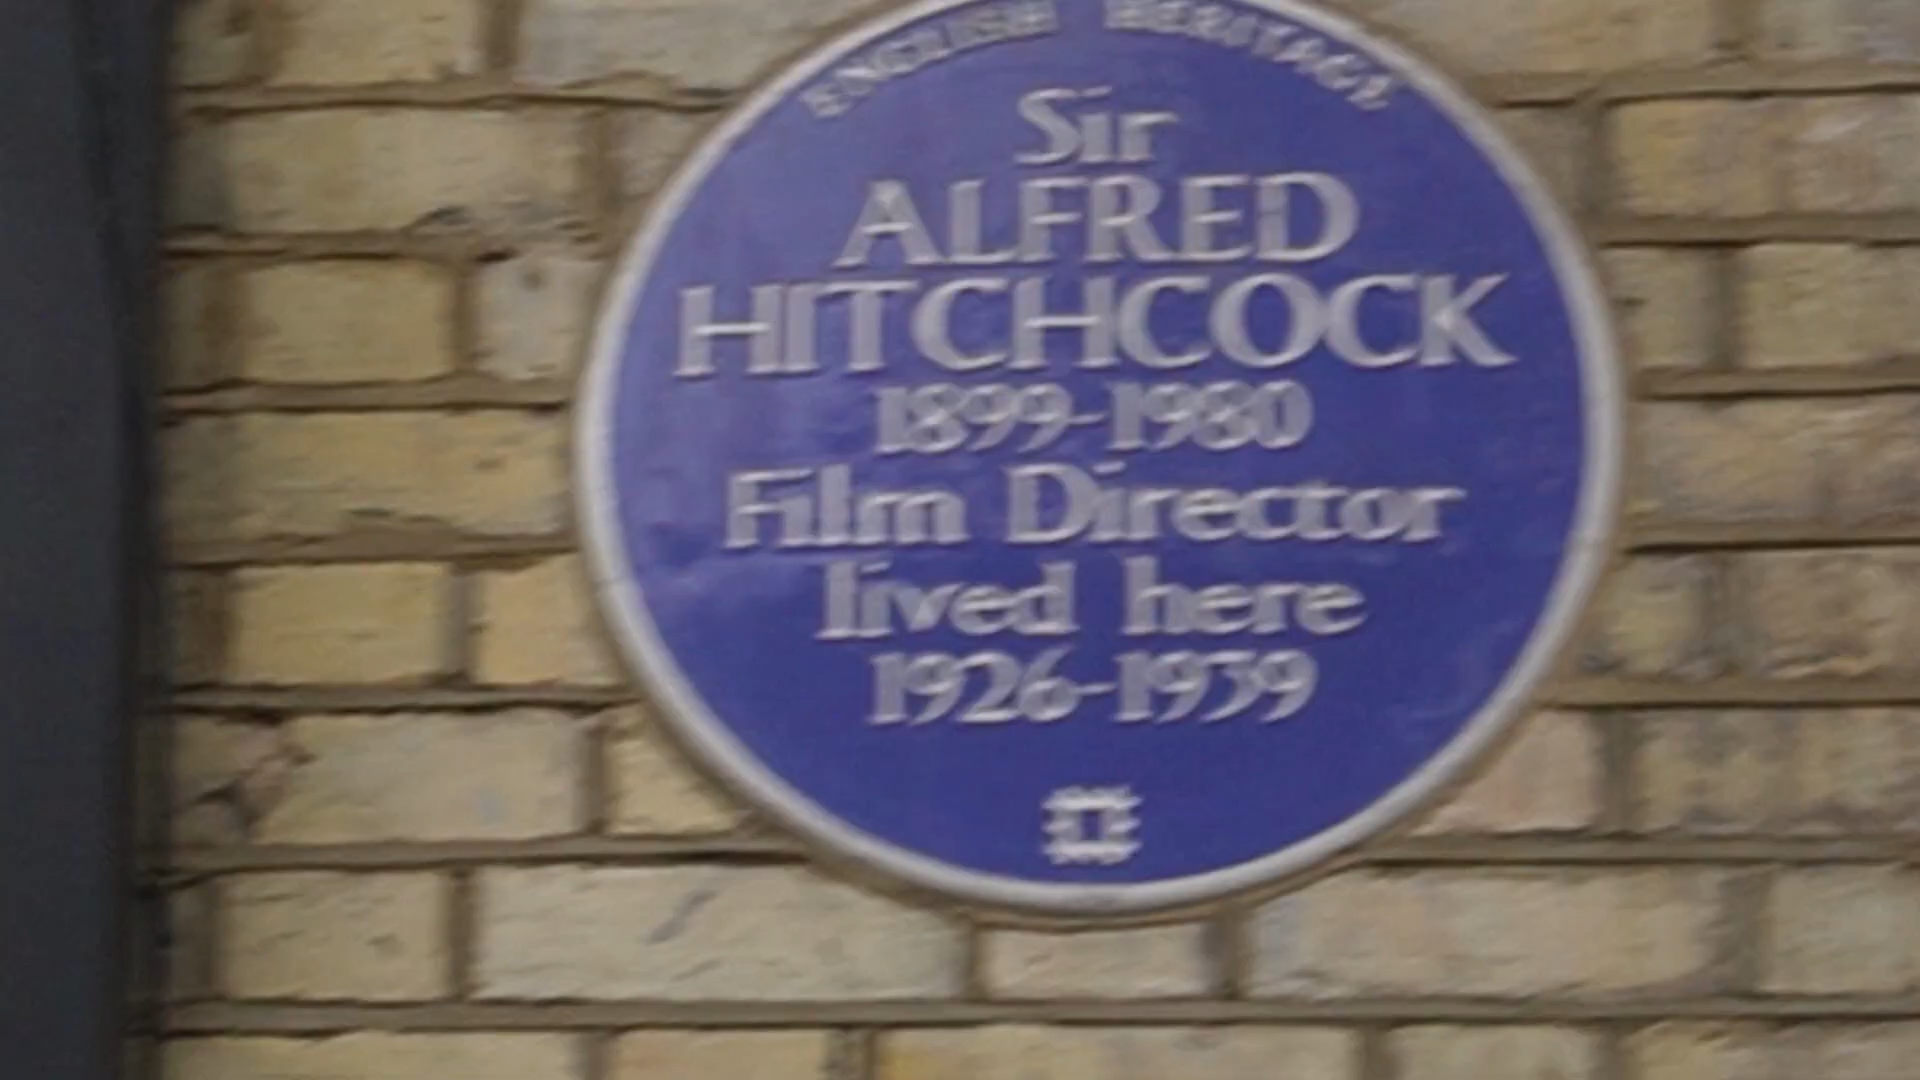 ENGLISH HERITAGE
Sir
ALFRED
HITCHCOCK
1899-1980
Film Director
lived here
1926-1939